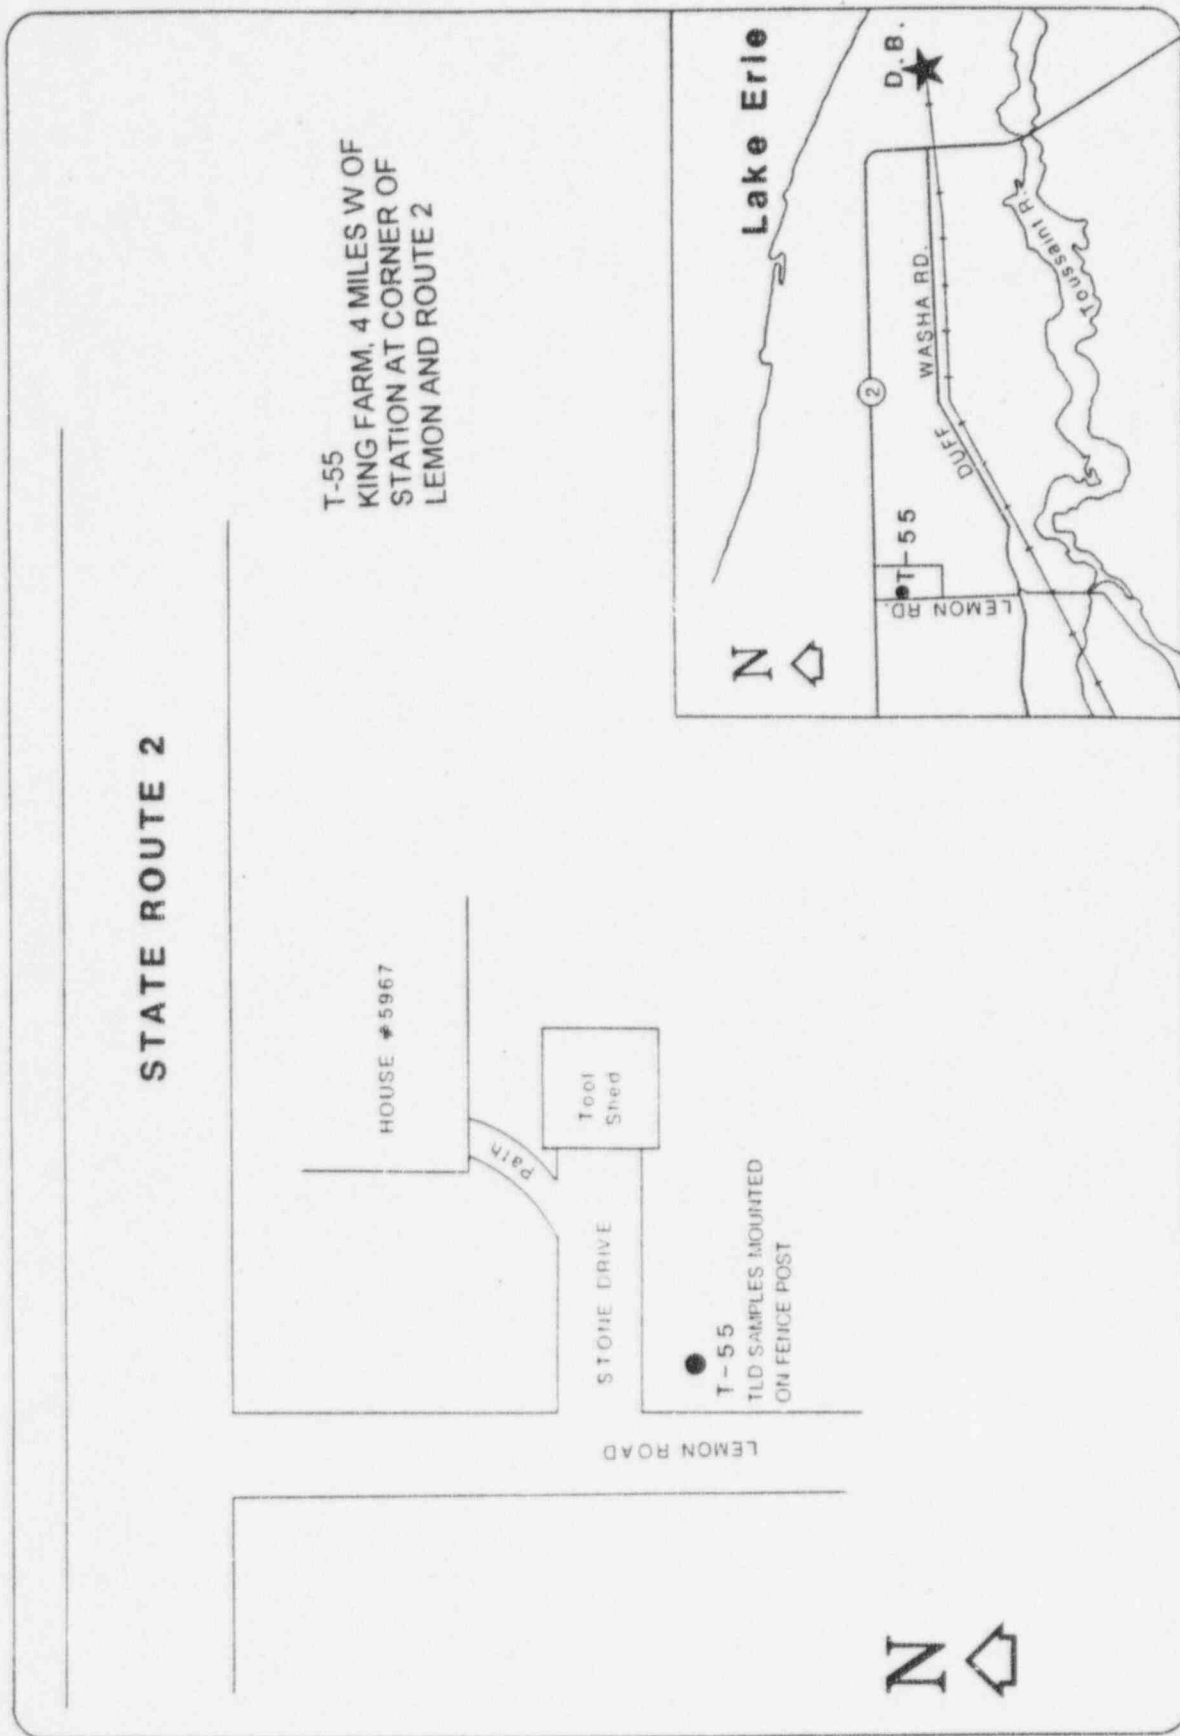 STATE ROUTE 2
T-55
KING FARM, 4 MILES W OF
STATION AT CORNER OF
LEMON AND ROUTE 2
HOUSE #5967
Path
Tool
Shed
STONE DRIVE
T-55
TLD SAMPLES MOUNTED
ON FENCE POST
LEMON ROAD
N
Lake Erie
N
D.B.
2
WASHA RD.
DUFF
T-55
LEMON RD.
Toussaint R.